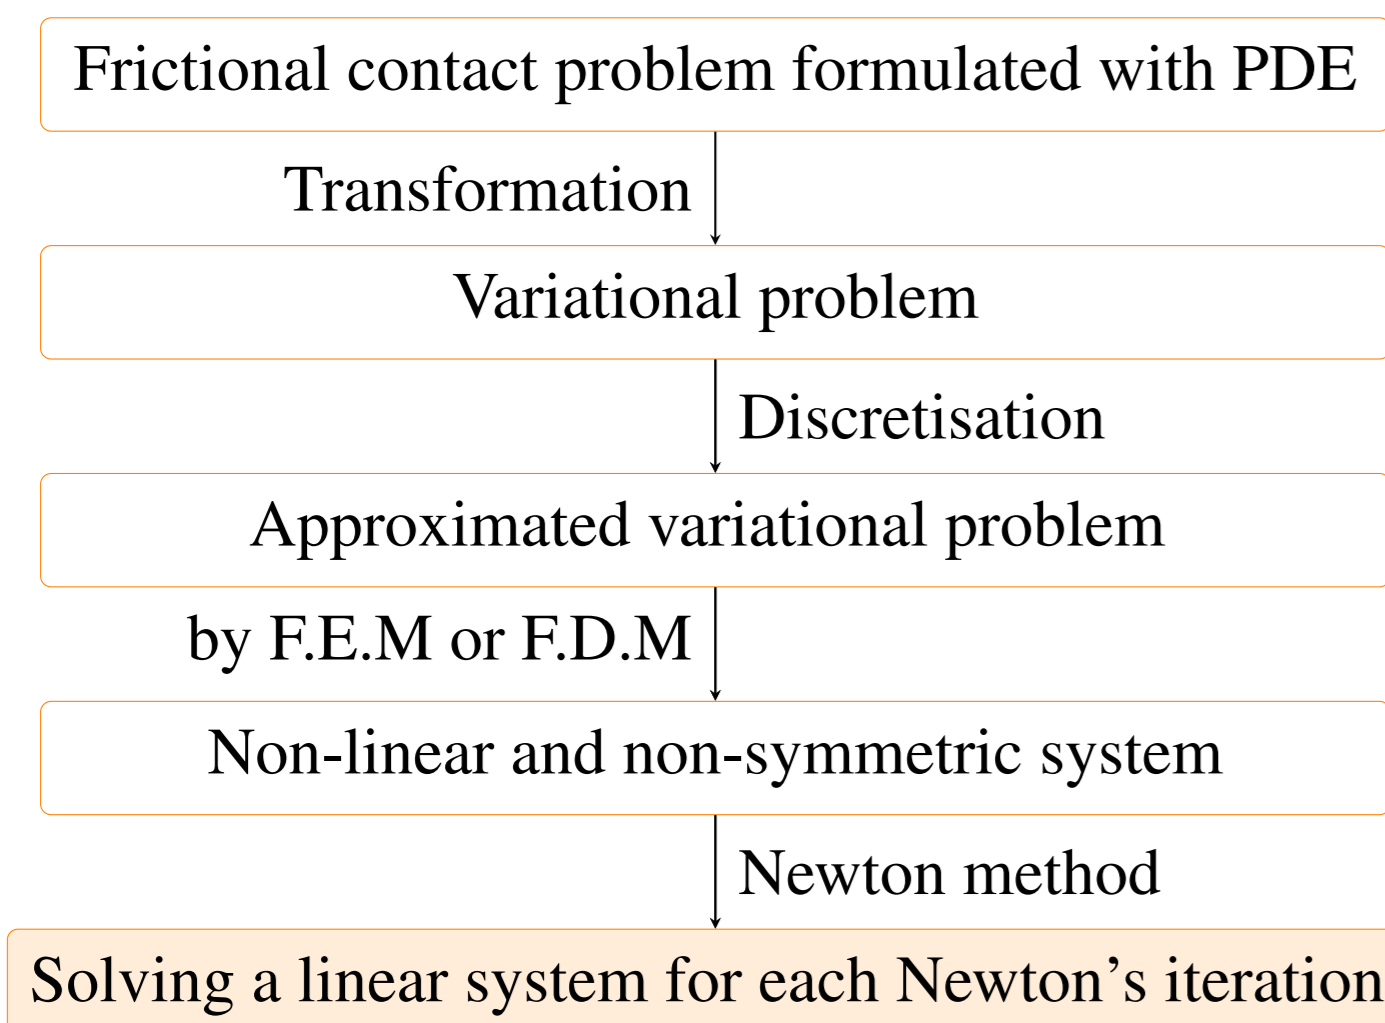 Frictional contact problem formulated with PDE
Transformation
Variational problem
Discretisation
Approximated variational problem
by F.E.M or F.D.M
Non-linear and non-symmetric system
Newton method
Solving a linear system for each Newton’s iteration